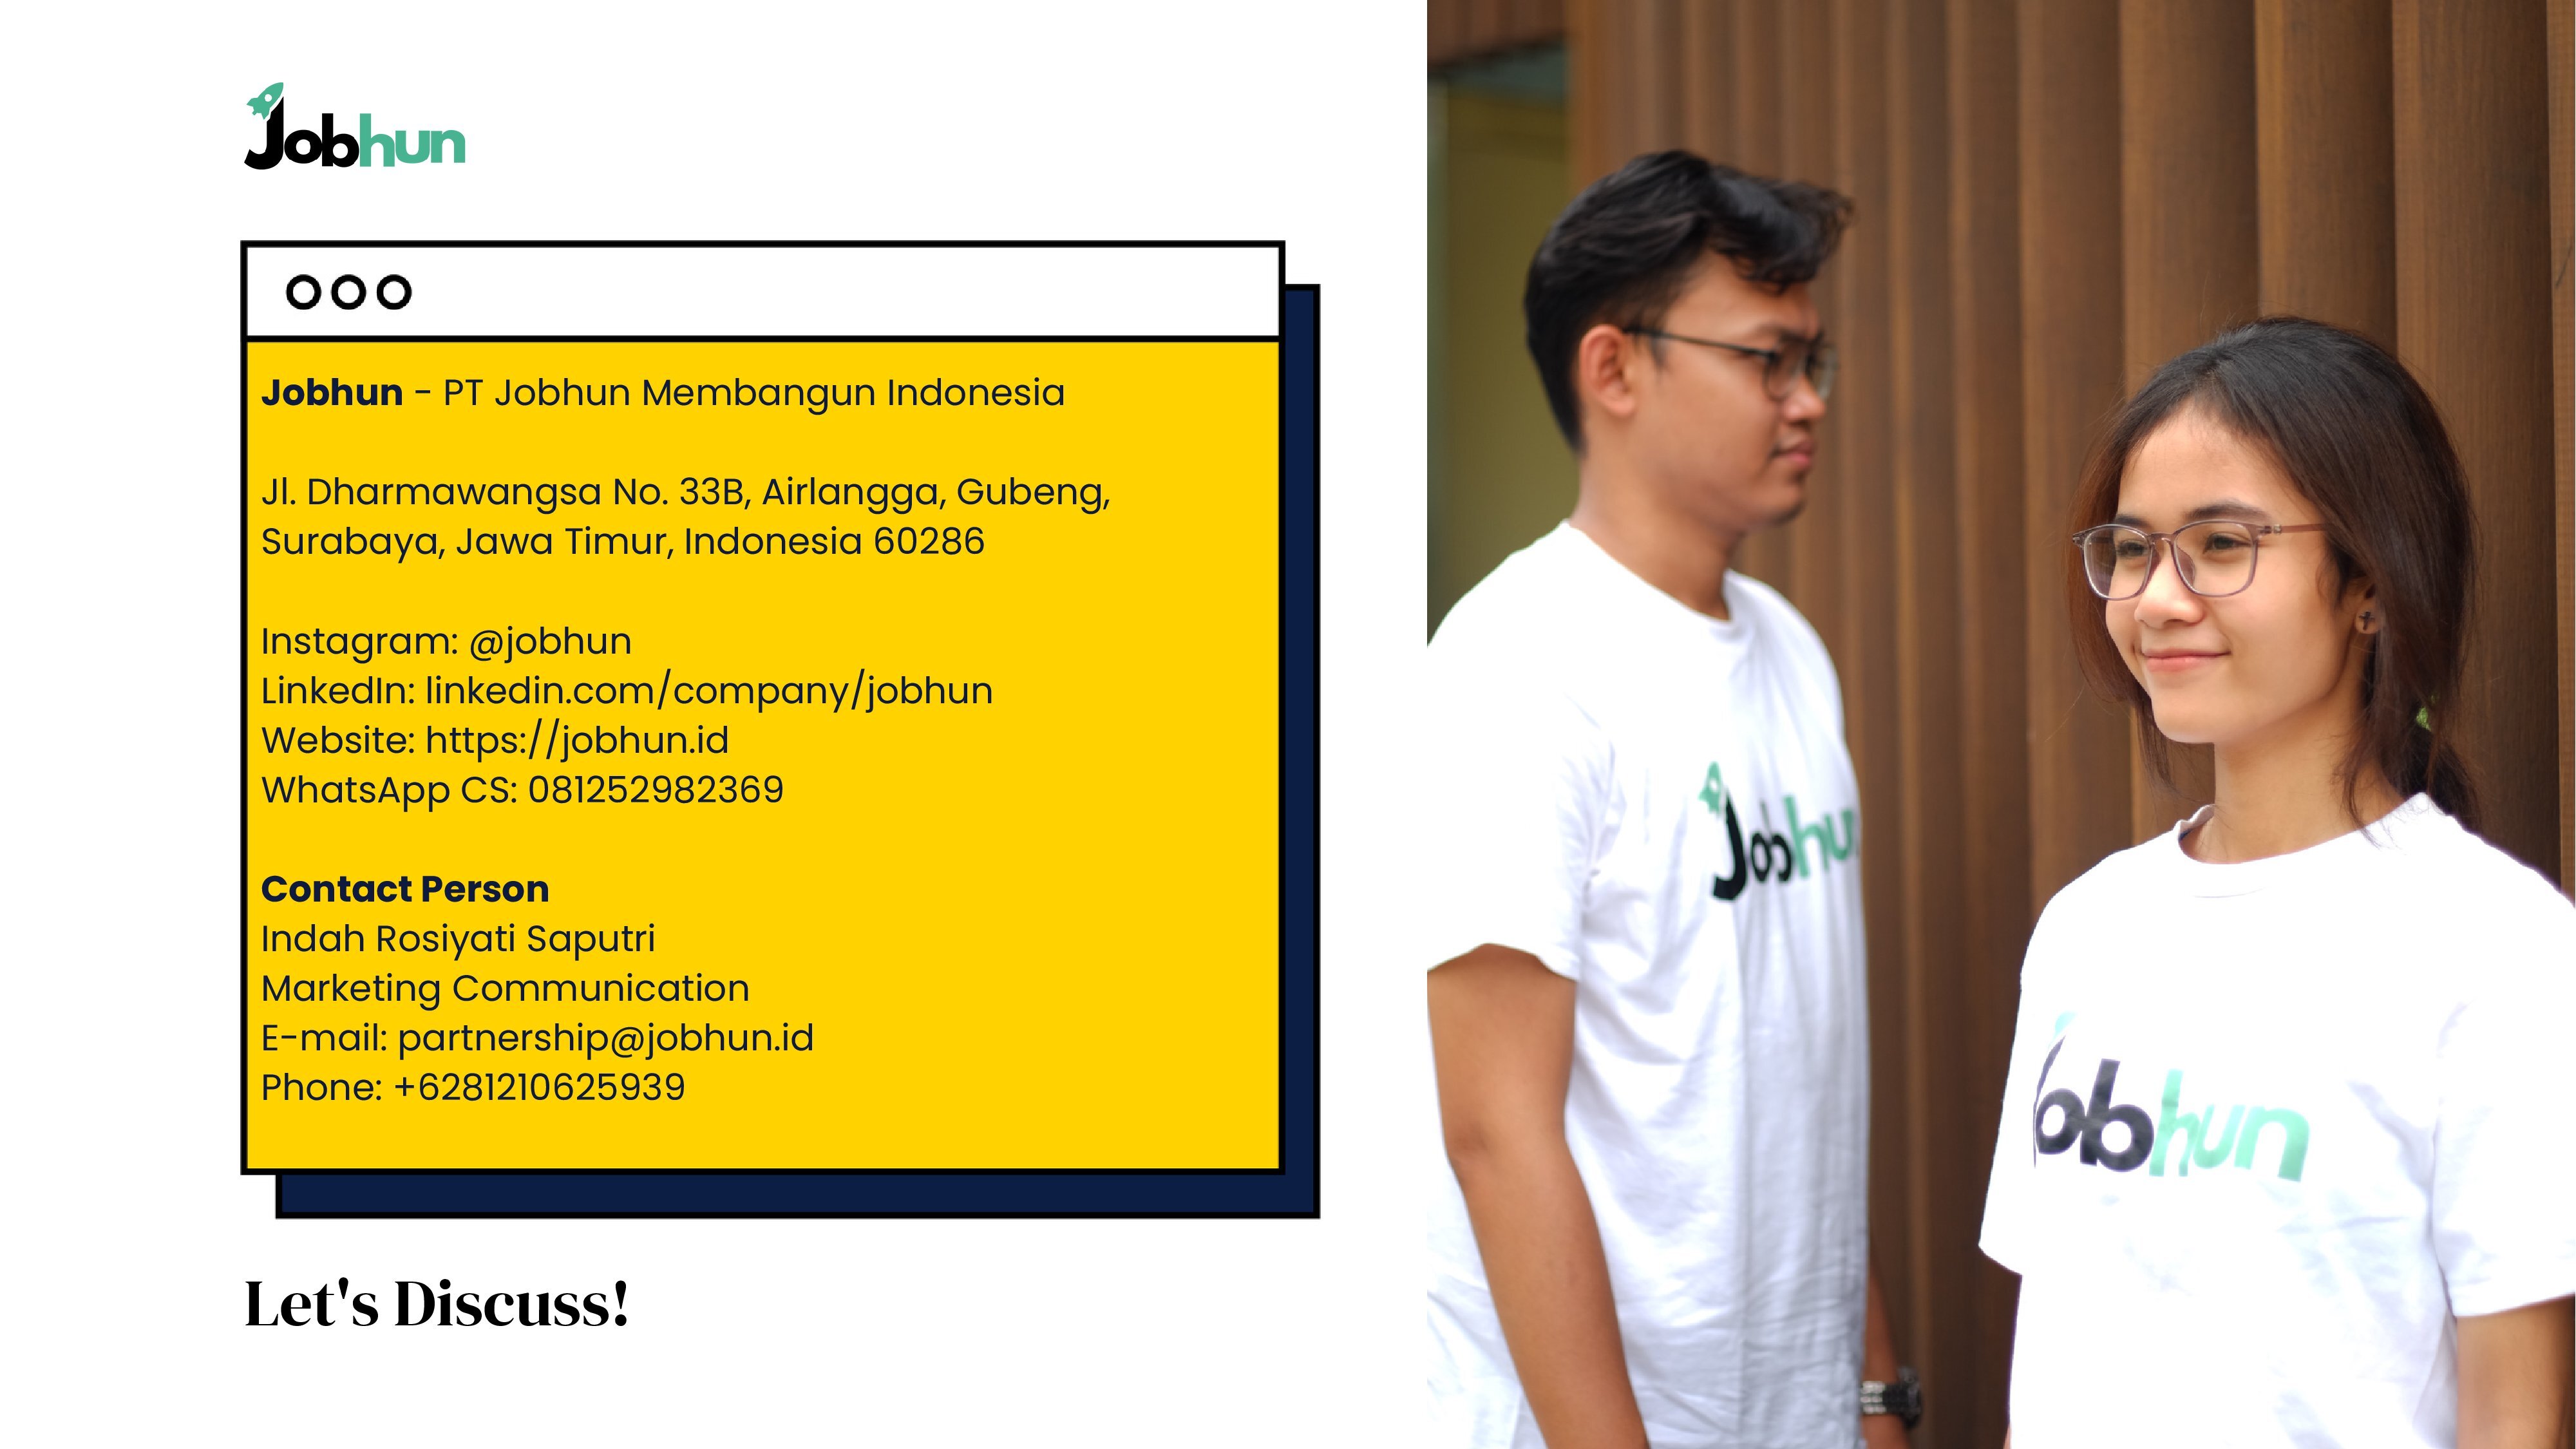 Jobhun
Jobhun - PT Jobhun Membangun Indonesia
Jl. Dharmawangsa No. 33B, Airlangga, Gubeng,
Surabaya, Jawa Timur, Indonesia 60286
Instagram: @jobhun
LinkedIn: linkedin.com/company/jobhun
Website: https://jobhun.id
WhatsApp CS: 081252982369
Contact Person
Indah Rosiyati Saputri
Marketing Communication
E-mail: partnership@jobhun.id
Phone: +6281210625939
Let's Discuss!
Jobhun
Jobhun